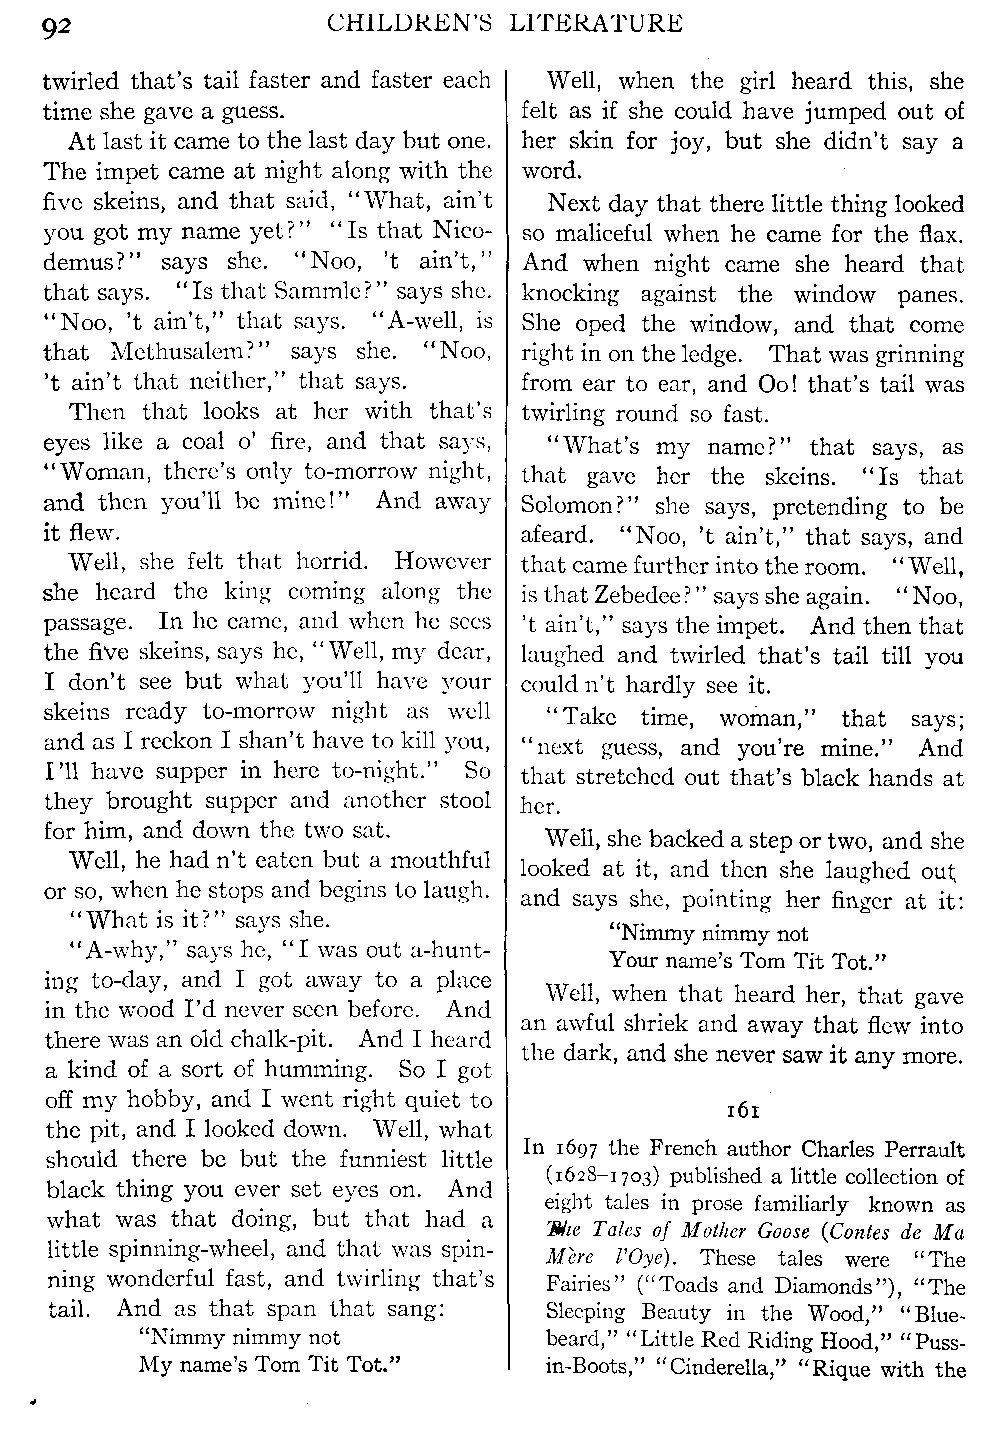 92
CHILDREN'S LITERATURE
twirled that's tail faster and faster each
time she gave a guess.
At last it came to the last day but one.
The impet came at night along with the
five skeins, and that said, "What, ain't
you got my name yet?" "Is that Nico-
demus?" says she. "Noo, 't ain't,"
that says. "Is that Sammle?" says she.
"Noo, 't ain't," that says. "A-well, is
that Methusalem?" says she. "Noo,
't ain't that neither," that says.
Then that looks at her with that's
eyes like a coal o' fire, and that says,
"Woman, there's only to-morrow night,
and then you'll be mine!" And away
it flew.
Well, she felt that horrid. However
she heard the king coming along the
passage. In he came, and when he sees
the five skeins, says he, "Well, my dear,
I don't see but what you'll have your
skeins ready to-morrow night as well
and as I reckon I shan't have to kill you,
I'll have supper in here to-night." So
they brought supper and another stool
for him, and down the two sat.
Well, he had n't eaten but a mouthful
or so, when he stops and begins to laugh.
"What is it?" says she.
"A-why," says he, "I was out a-hunt-
ing to-day, and I got away to a place
in the wood I'd never seen before. And
there was an old chalk-pit. And I heard
a kind of a sort of humming. So I got
off my hobby, and I went right quiet to
the pit, and I looked down. Well, what
should there be but the funniest little
black thing you ever set eyes on. And
what was that doing, but that had a
little spinning-wheel, and that was spin-
ning wonderful fast, and twirling that's
tail. And as that span that sang:
"Nimmy nimmy not
My name's Tom Tit Tot."
Well, when the girl heard this, she
felt as if she could have jumped out of
her skin for joy, but she didn't say a
word.
Next day that there little thing looked
so maliceful when he came for the flax.
And when night came she heard that
knocking against the window panes.
She oped the window, and that come
right in on the ledge. That was grinning
from ear to ear, and Oo! that's tail was
twirling round so fast.
"What's my name?" that says, as
that gave her the skeins. "Is that
Solomon?" she says, pretending to be
afeard. "Noo, 't ain't," that says, and
that came further into the room. "Well,
is that Zebedee?" says she again. "Noo,
't ain't," says the impet. And then that
laughed and twirled that's tail till you
could n't hardly see it.
"Take time, woman," that says;
"next guess, and you're mine." And
that stretched out that's black hands at
her.
Well, she backed a step or two, and she
looked at it, and then she laughed out,
and says she, pointing her finger at it:
"Nimmy nimmy not
Your name's Tom Tit Tot."
Well, when that heard her, that gave
an awful shriek and away that flew into
the dark, and she never saw it any more.
161
In 1697 the French author Charles Perrault
(1628–1703) published a little collection of
eight tales in prose familiarly known as
The Tales of Mother Goose (Contes de Ma
Mère l'Oye). These tales were "The
Fairies" ("Toads and Diamonds"), "The
Sleeping Beauty in the Wood," "Blue-
beard," "Little Red Riding Hood," "Puss-
in-Boots," "Cinderella," "Rique with the